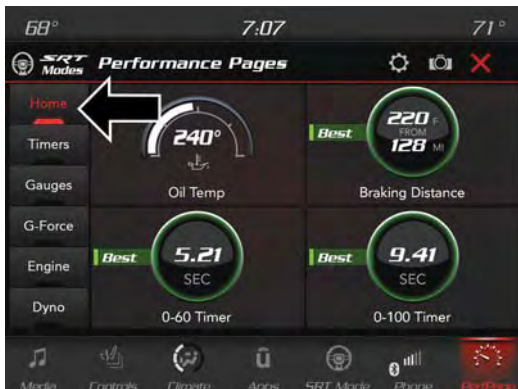 68° 7:07 71°
SRT Modes Performance Pages
Home
Timers
Gauges
G-Force
Engine
Dyno
240°
Oil Temp
Best
220 F
FROM
128 MI
Braking Distance
Best
5.21
SEC
0-60 Timer
Best
9.41
SEC
0-100 Timer
Media Controls Climate Apps SRT Mode Phone PerfPages